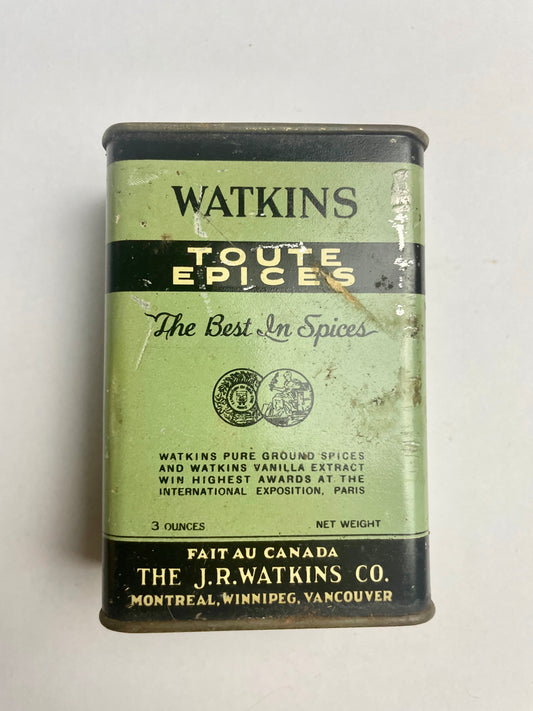 WATKINS
TOUTE
EPICES
The Best In Spices
WATKINS PURE GROUND SPICES
AND WATKINS VANILLA EXTRACT
WIN HIGHEST AWARDS AT THE
INTERNATIONAL EXPOSITION, PARIS
3 OUNCES NET WEIGHT
FAIT AU CANADA
THE J.R.WATKINS CO.
MONTREAL, WINNIPEG, VANCOUVER